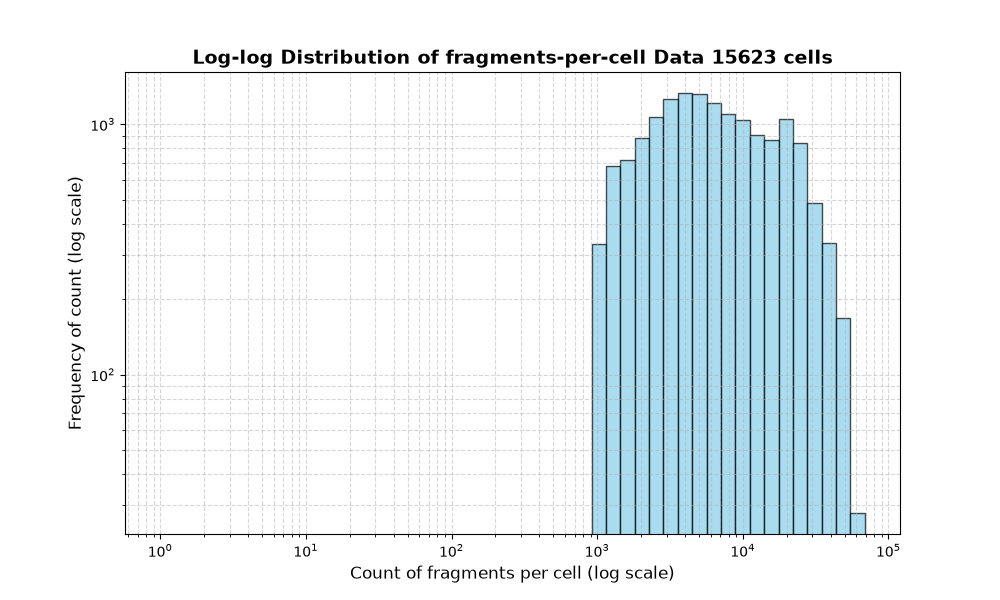 Log-log Distribution of fragments-per-cell Data 15623 cells
Frequency of count (log scale)
10³
10²
10⁰ 10¹ 10² 10³ 10⁴ 10⁵
Count of fragments per cell (log scale)